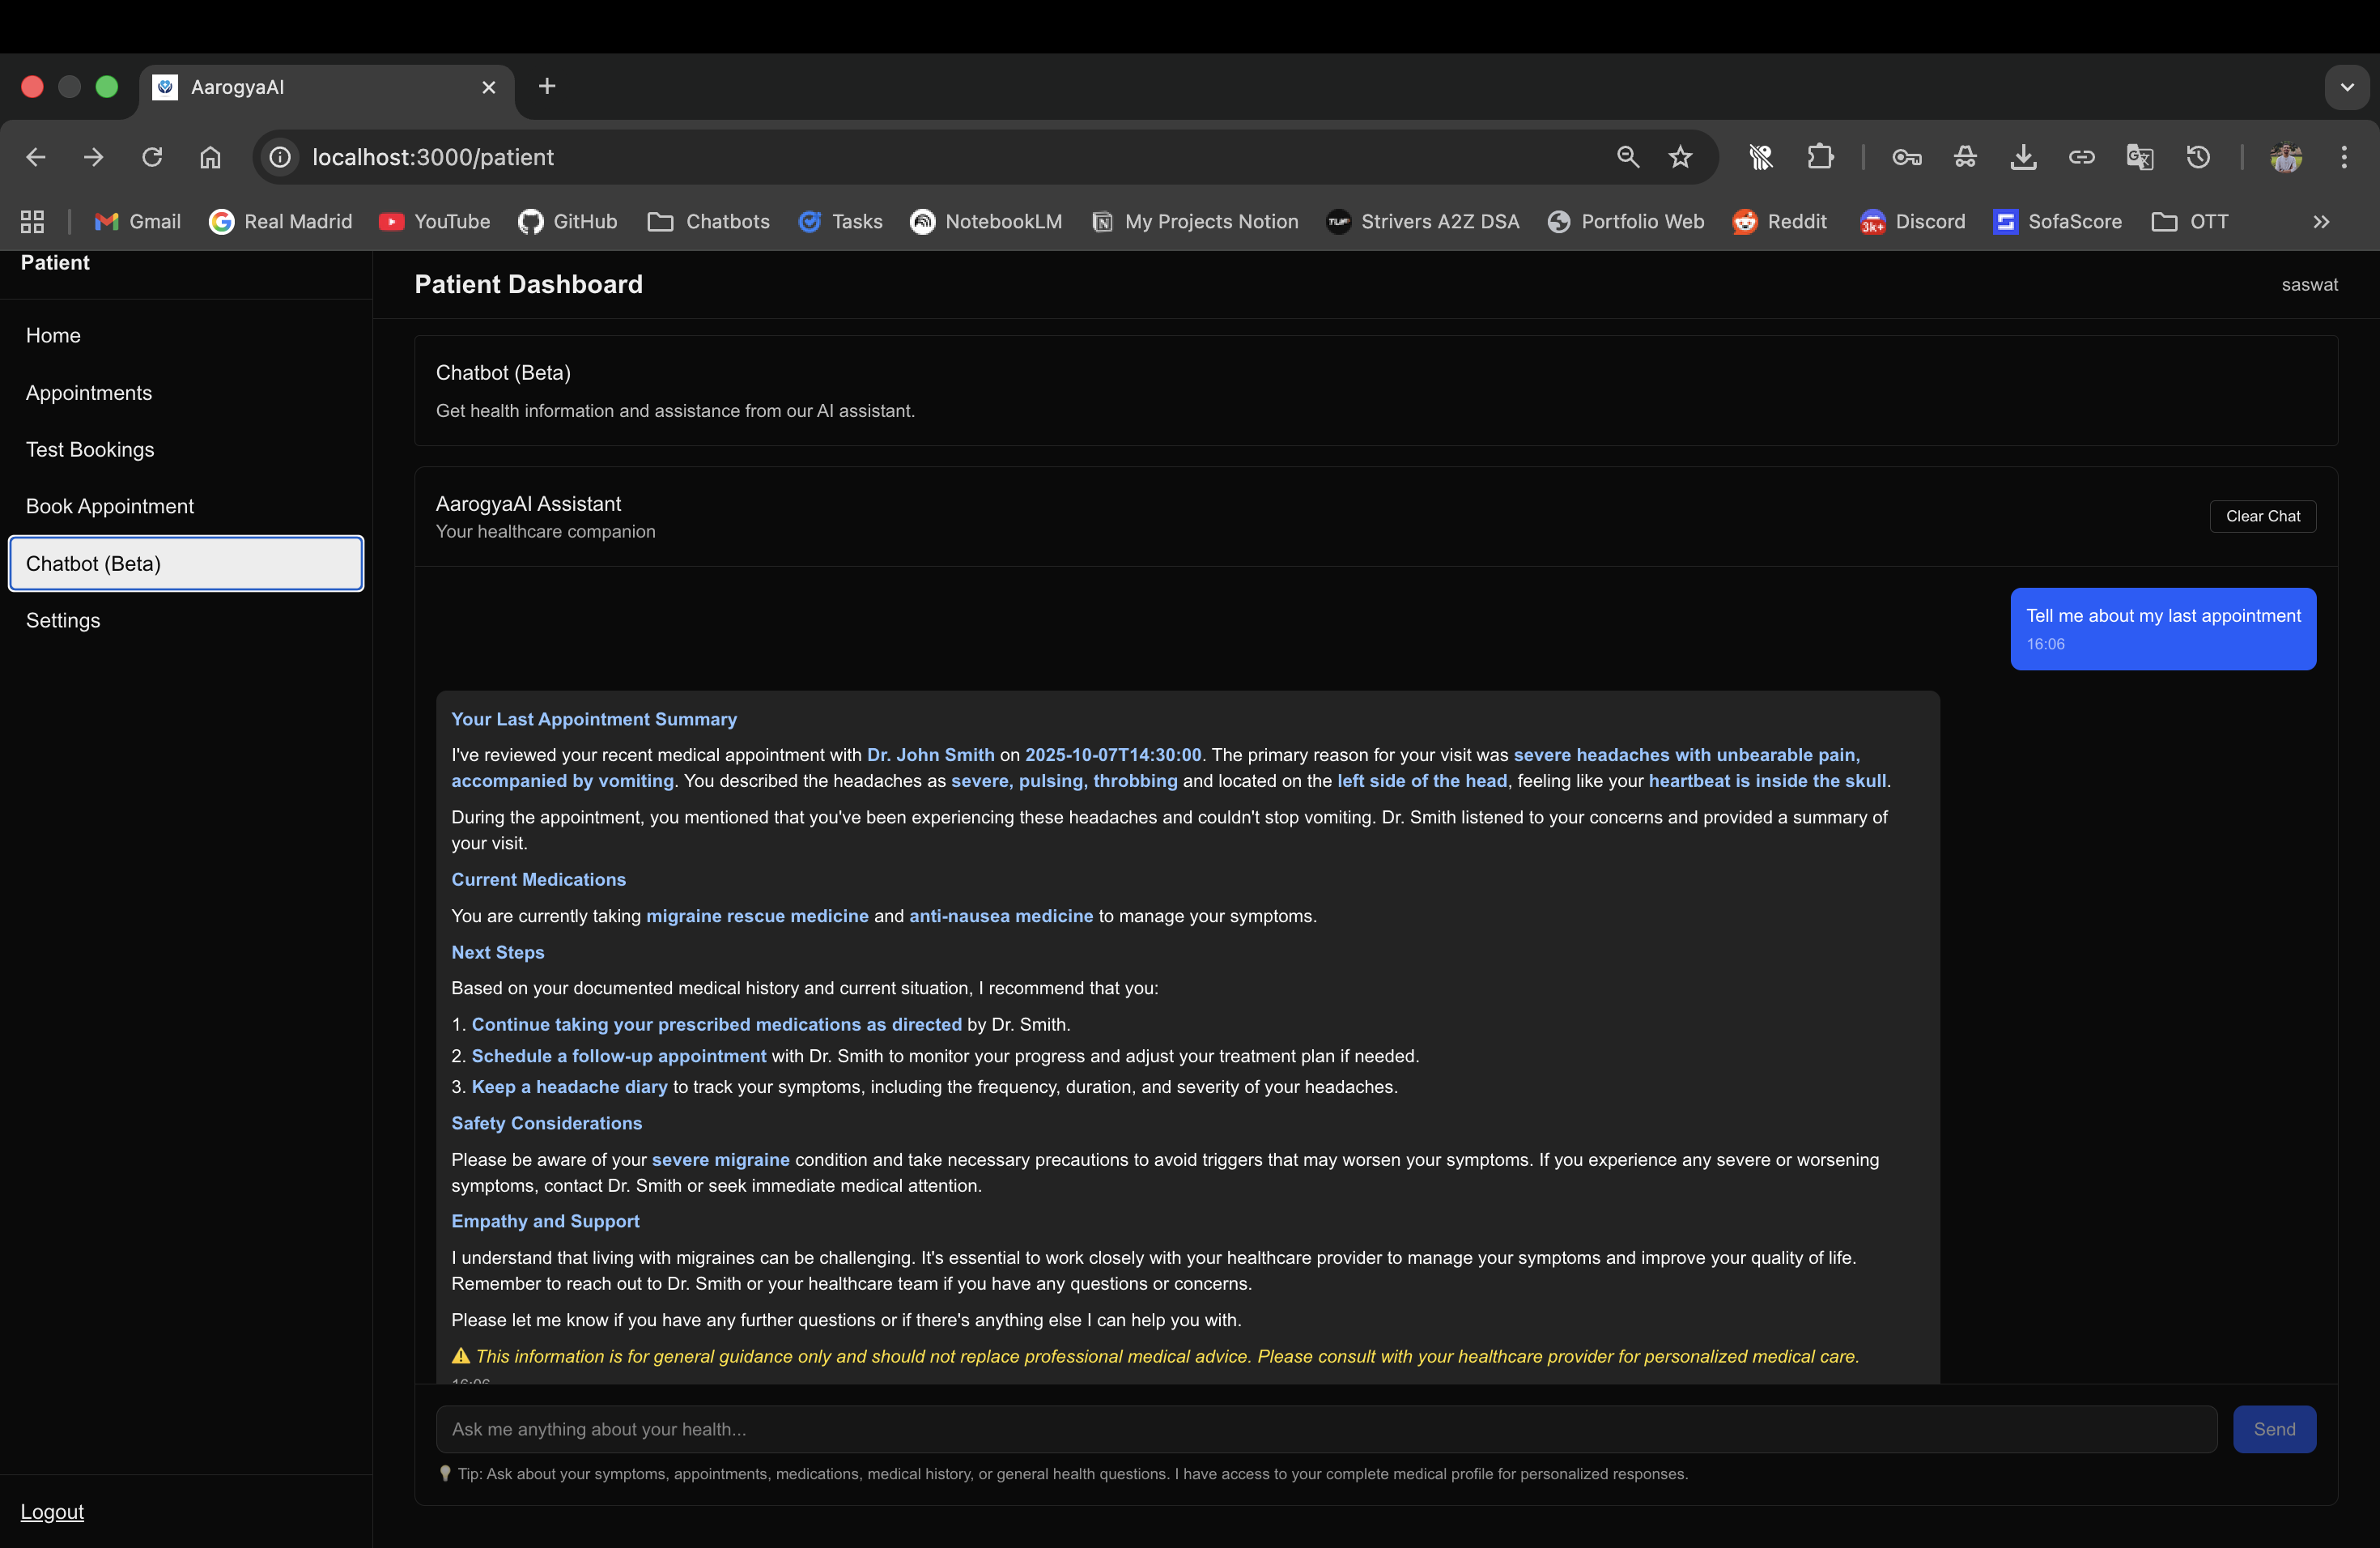 AarogyaAI
localhost:3000/patient
Gmail
Real Madrid
YouTube
GitHub
Chatbots
Tasks
NotebookLM
My Projects Notion
TUF
Strivers A2Z DSA
Portfolio Web
Reddit
3k+
Discord
SofaScore
OTT
Patient
Home
Appointments
Test Bookings
Book Appointment
Chatbot (Beta)
Settings
Logout
Patient Dashboard
saswat
Chatbot (Beta)
Get health information and assistance from our AI assistant.
AarogyaAI Assistant
Your healthcare companion
Clear Chat
Tell me about my last appointment
16:06
Your Last Appointment Summary
I've reviewed your recent medical appointment with Dr. John Smith on 2025-10-07T14:30:00. The primary reason for your visit was severe headaches with unbearable pain,
accompanied by vomiting. You described the headaches as severe, pulsing, throbbing and located on the left side of the head, feeling like your heartbeat is inside the skull.
During the appointment, you mentioned that you've been experiencing these headaches and couldn't stop vomiting. Dr. Smith listened to your concerns and provided a summary of
your visit.
Current Medications
You are currently taking migraine rescue medicine and anti-nausea medicine to manage your symptoms.
Next Steps
Based on your documented medical history and current situation, I recommend that you:
1. Continue taking your prescribed medications as directed by Dr. Smith.
2. Schedule a follow-up appointment with Dr. Smith to monitor your progress and adjust your treatment plan if needed.
3. Keep a headache diary to track your symptoms, including the frequency, duration, and severity of your headaches.
Safety Considerations
Please be aware of your severe migraine condition and take necessary precautions to avoid triggers that may worsen your symptoms. If you experience any severe or worsening
symptoms, contact Dr. Smith or seek immediate medical attention.
Empathy and Support
I understand that living with migraines can be challenging. It's essential to work closely with your healthcare provider to manage your symptoms and improve your quality of life.
Remember to reach out to Dr. Smith or your healthcare team if you have any questions or concerns.
Please let me know if you have any further questions or if there's anything else I can help you with.
⚠ This information is for general guidance only and should not replace professional medical advice. Please consult with your healthcare provider for personalized medical care.
16:06
Ask me anything about your health...
Send
💡 Tip: Ask about your symptoms, appointments, medications, medical history, or general health questions. I have access to your complete medical profile for personalized responses.